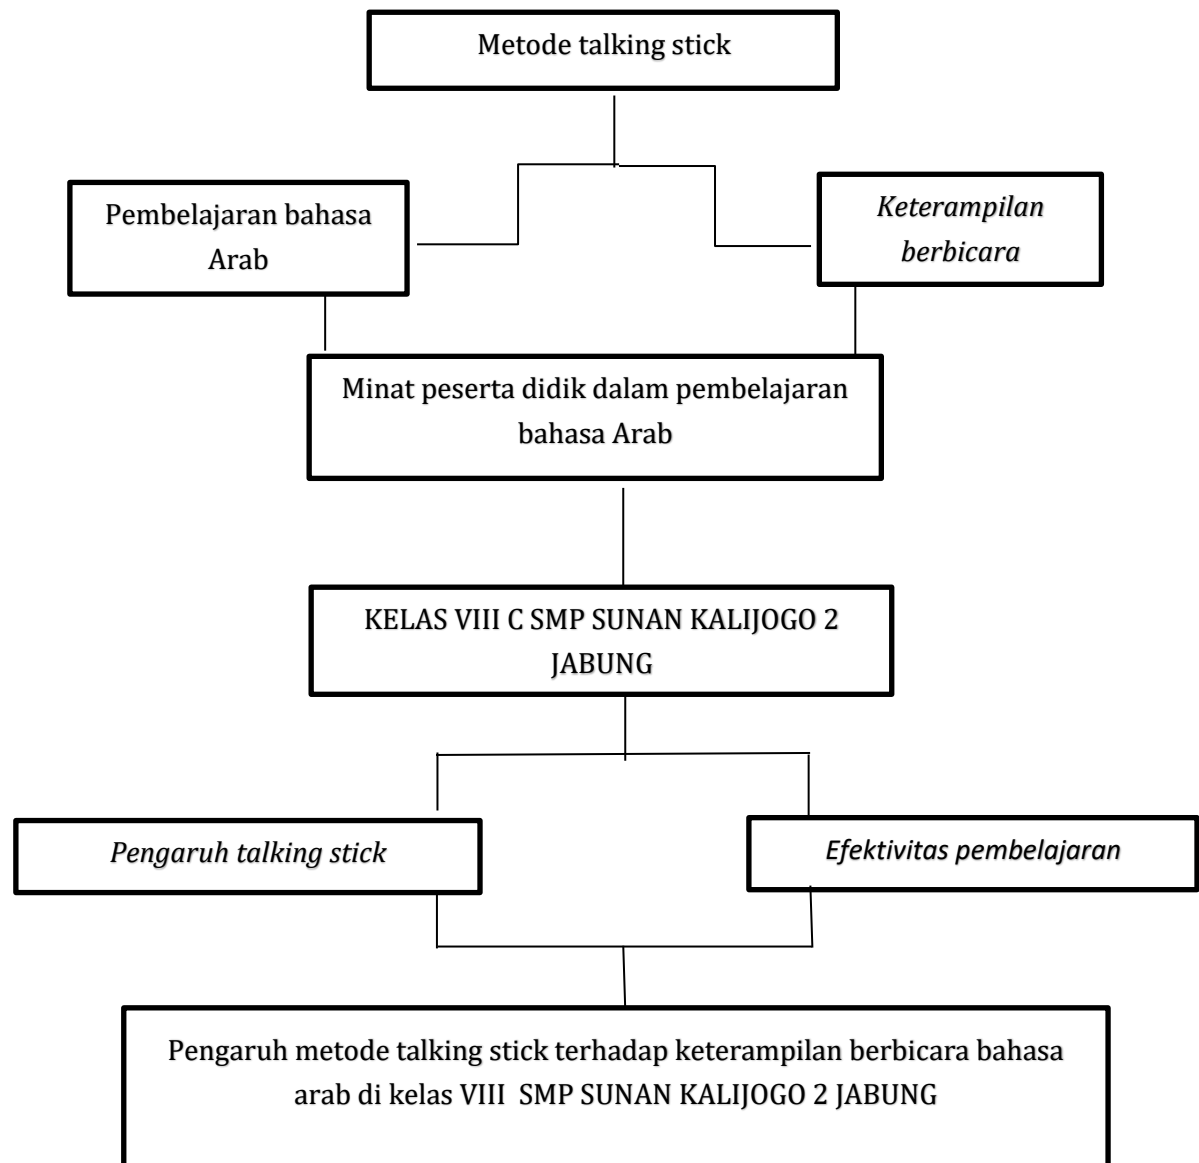 Metode talking stick
Pembelajaran bahasa
Arab
Keterampilan
berbicara
Minat peserta didik dalam pembelajaran
bahasa Arab
KELAS VIII C SMP SUNAN KALIJOGO 2
JABUNG
Pengaruh talking stick
Efektivitas pembelajaran
Pengaruh metode talking stick terhadap keterampilan berbicara bahasa
arab di kelas VIII  SMP SUNAN KALIJOGO 2 JABUNG